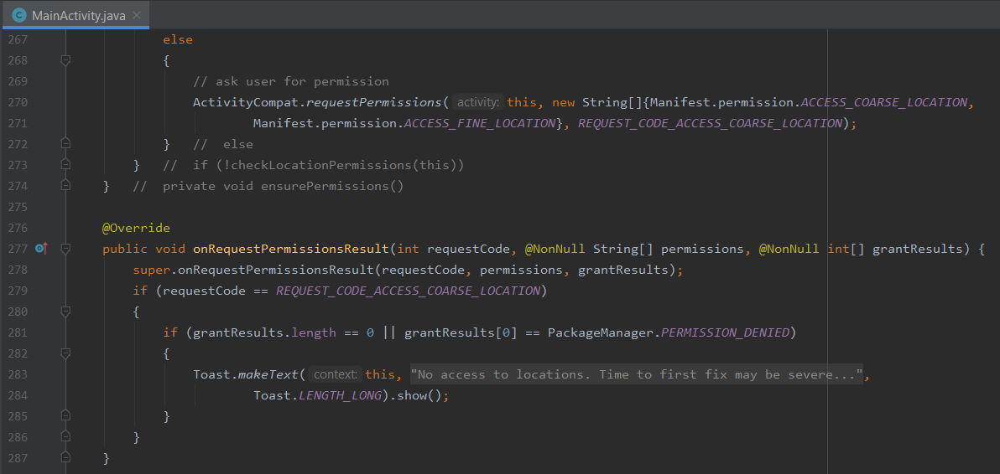 C MainActivity.java
267 else
268 {
269 // ask user for permission
270 ActivityCompat.requestPermissions( activity: this, new String[]{Manifest.permission.ACCESS_COARSE_LOCATION,
271 Manifest.permission.ACCESS_FINE_LOCATION}, REQUEST_CODE_ACCESS_COARSE_LOCATION);
272 } // else
273 } // if (!checkLocationPermissions(this))
274 } // private void ensurePermissions()
275
276 @Override
277 public void onRequestPermissionsResult(int requestCode, @NonNull String[] permissions, @NonNull int[] grantResults) {
278 super.onRequestPermissionsResult(requestCode, permissions, grantResults);
279 if (requestCode == REQUEST_CODE_ACCESS_COARSE_LOCATION)
280 {
281 if (grantResults.length == 0 || grantResults[0] == PackageManager.PERMISSION_DENIED)
282 {
283 Toast.makeText( context: this, "No access to locations. Time to first fix may be severe...",
284 Toast.LENGTH_LONG).show();
285 }
286 }
287 }